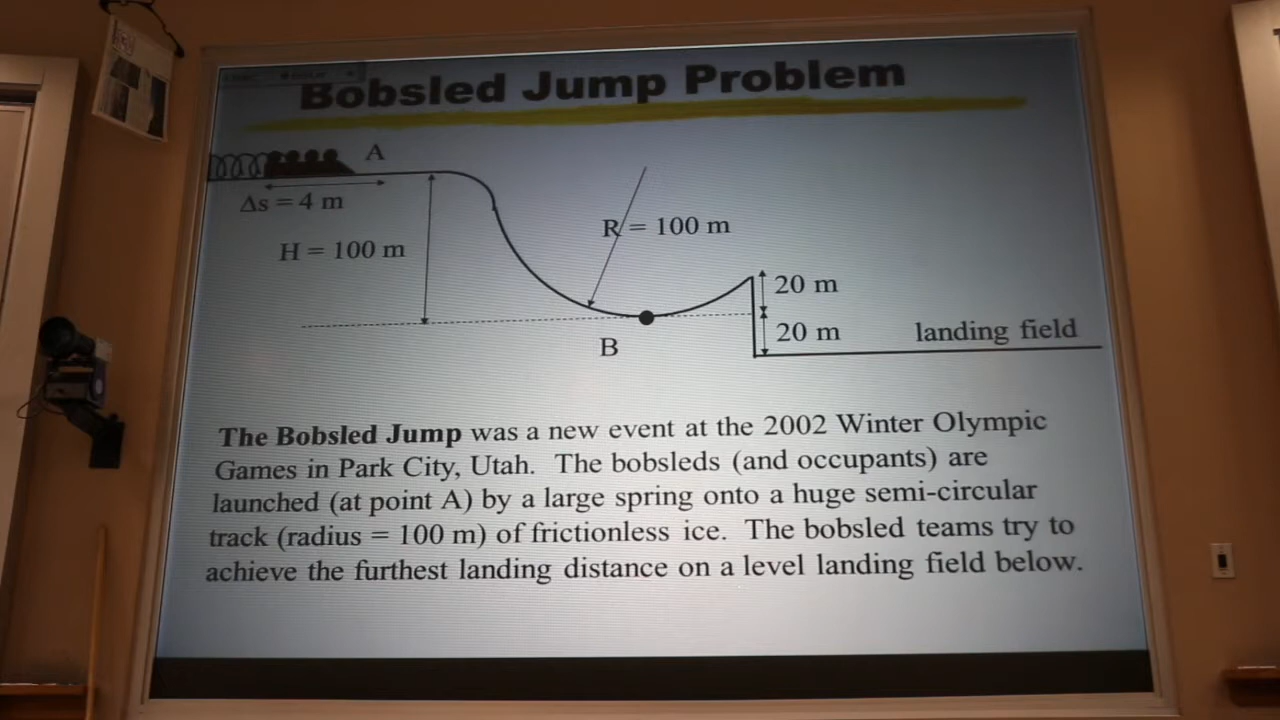 Bobsled Jump Problem
A
Δs = 4 m
R = 100 m
H = 100 m
20 m
20 m
landing field
B
The Bobsled Jump was a new event at the 2002 Winter Olympic
Games in Park City, Utah. The bobsleds (and occupants) are
launched (at point A) by a large spring onto a huge semi-circular
track (radius = 100 m) of frictionless ice. The bobsled teams try to
achieve the furthest landing distance on a level landing field below.